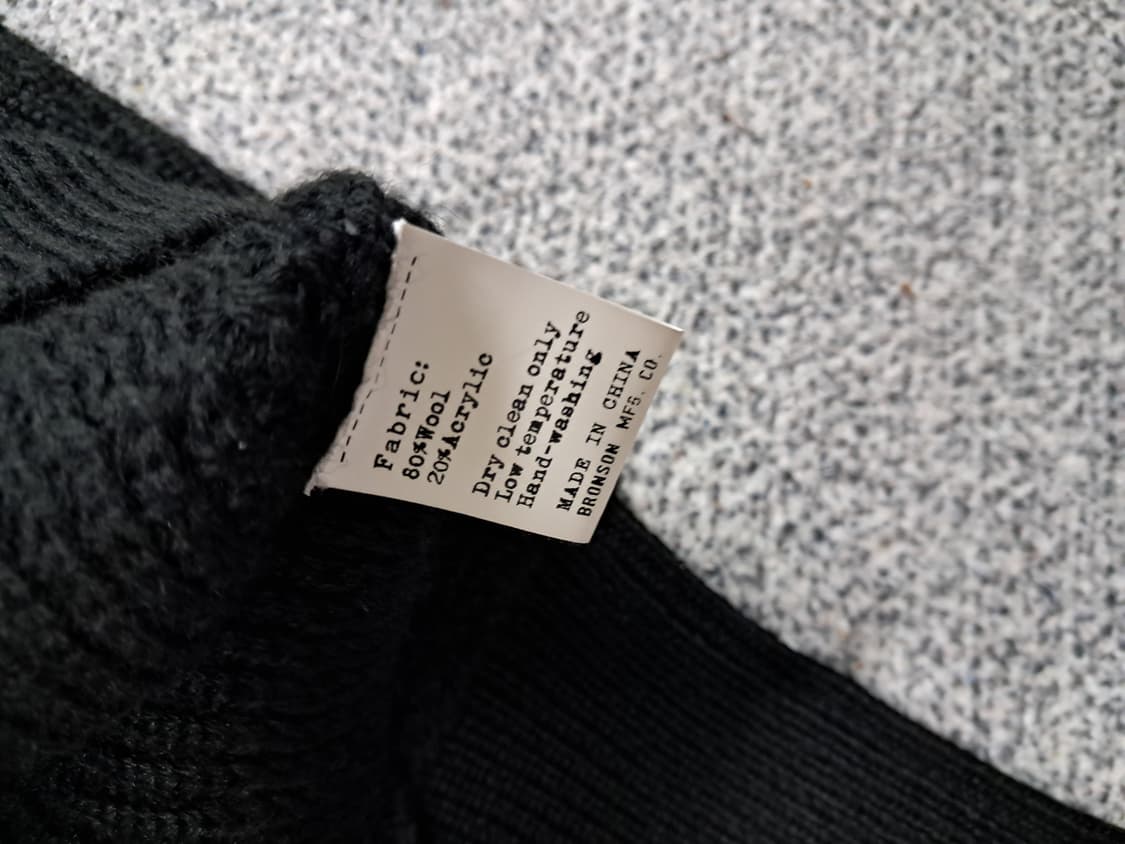 Fabric:
80%Wool
20%Acrylic
Dry clean only
Low temperature
Hand-washing
MADE IN CHINA
BRONSON MFG. CO.